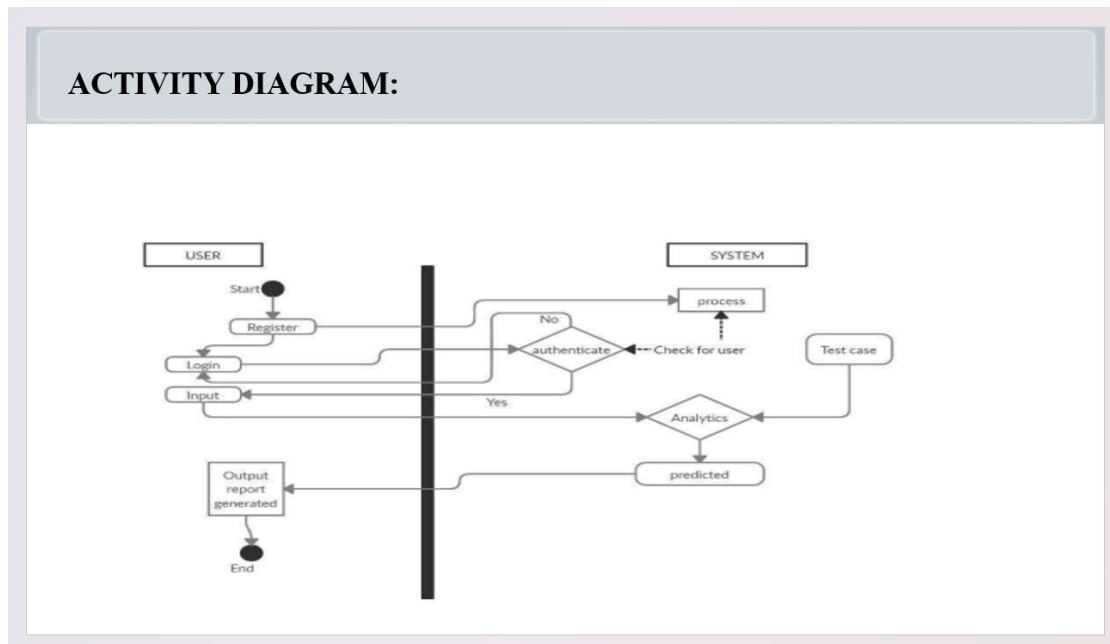 ACTIVITY DIAGRAM:
USER
SYSTEM
Start
process
Register
No
authenticate
Check for user
Test case
Login
Input
Yes
Analytics
Output
report
generated
predicted
End